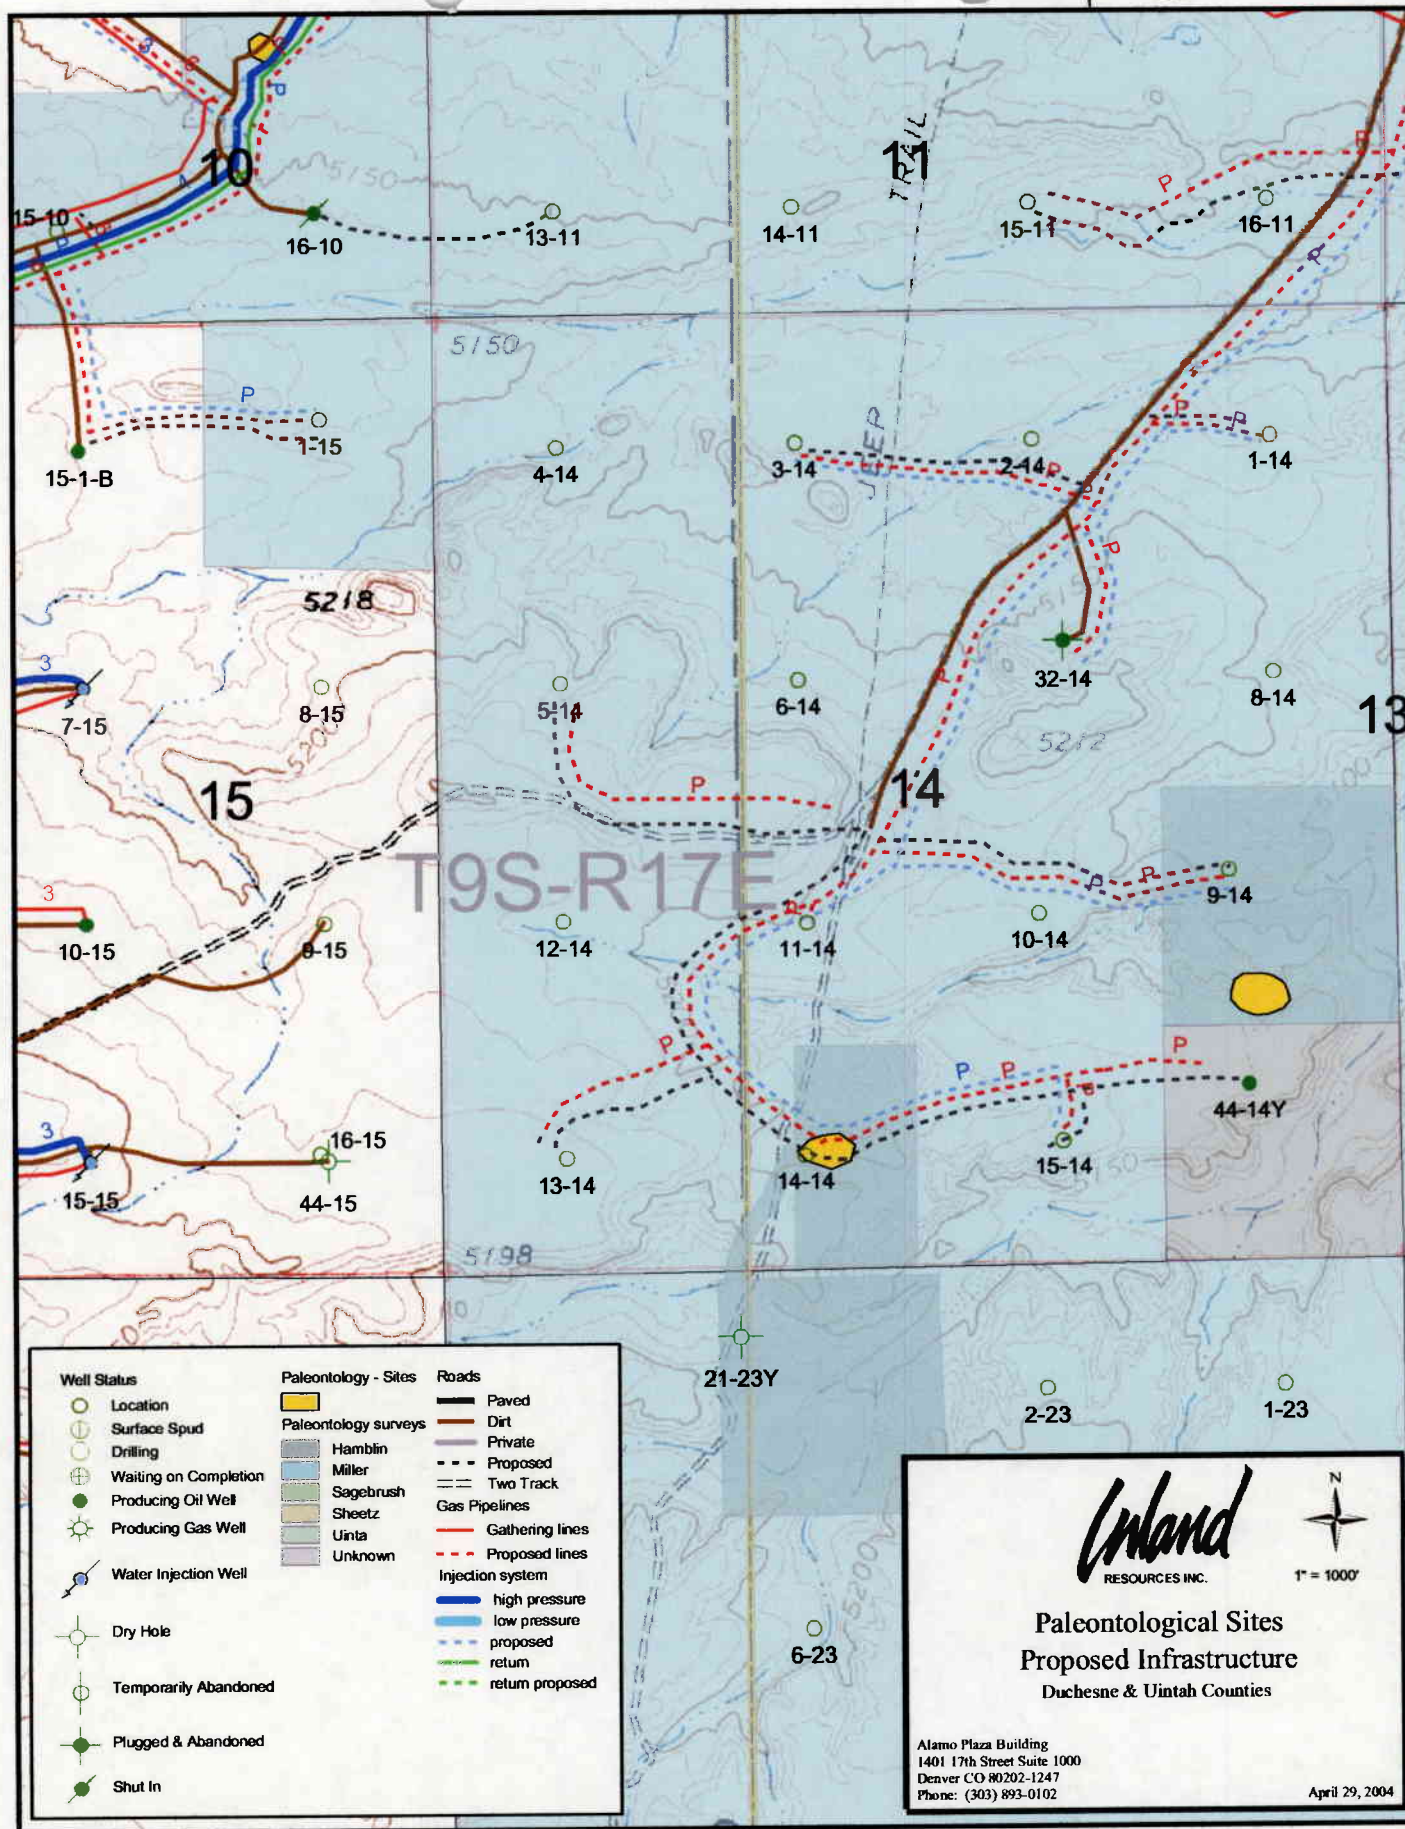 3
P
10
TRAIL
11
P
5150
15-10
16-10
13-11
14-11
15-11
16-11
P
P
5150
P
JEEP
P
P
1-15
15-1-B
4-14
3-14
2-14
P
1-14
P
5218
3
7-15
8-15
5-14
6-14
32-14
8-14
P
13
5200
5212
15
P
14
T9S-R17E
3
P
P
9-14
10-15
9-15
12-14
11-14
10-14
P
P
P
P
P
3
16-15
44-14Y
15-15
44-15
13-14
14-14
15-14
5198
21-23Y
2-23
1-23
5200
6-23
Well Status
Location
Surface Spud
Drilling
Waiting on Completion
Producing Oil Well
Producing Gas Well
Water Injection Well
Dry Hole
Temporarily Abandoned
Plugged & Abandoned
Shut In
Paleontology - Sites
Paleontology surveys
Hamblin
Miller
Sagebrush
Sheetz
Uinta
Unknown
Roads
Paved
Dirt
Private
Proposed
Two Track
Gas Pipelines
Gathering lines
Proposed lines
Injection system
high pressure
low pressure
proposed
return
return proposed
Inland
RESOURCES INC.
N
1" = 1000'
Paleontological Sites
Proposed Infrastructure
Duchesne & Uintah Counties
Alamo Plaza Building
1401 17th Street Suite 1000
Denver CO 80202-1247
Phone: (303) 893-0102
April 29, 2004